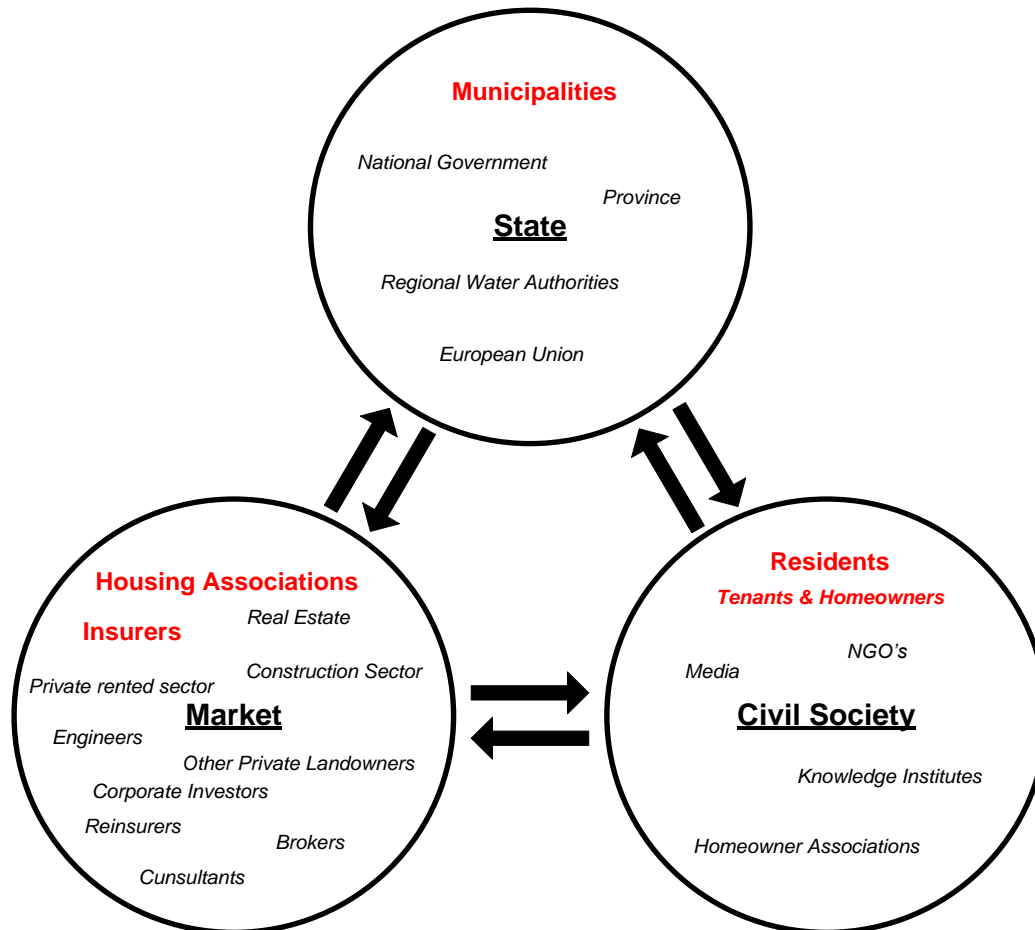 Municipalities
National Government
Province
State
Regional Water Authorities
European Union
Housing Associations
Real Estate
Insurers
Construction Sector
Private rented sector
Market
Engineers
Other Private Landowners
Corporate Investors
Reinsurers
Brokers
Cunsultants
Residents
Tenants & Homeowners
NGO's
Media
Civil Society
Knowledge Institutes
Homeowner Associations